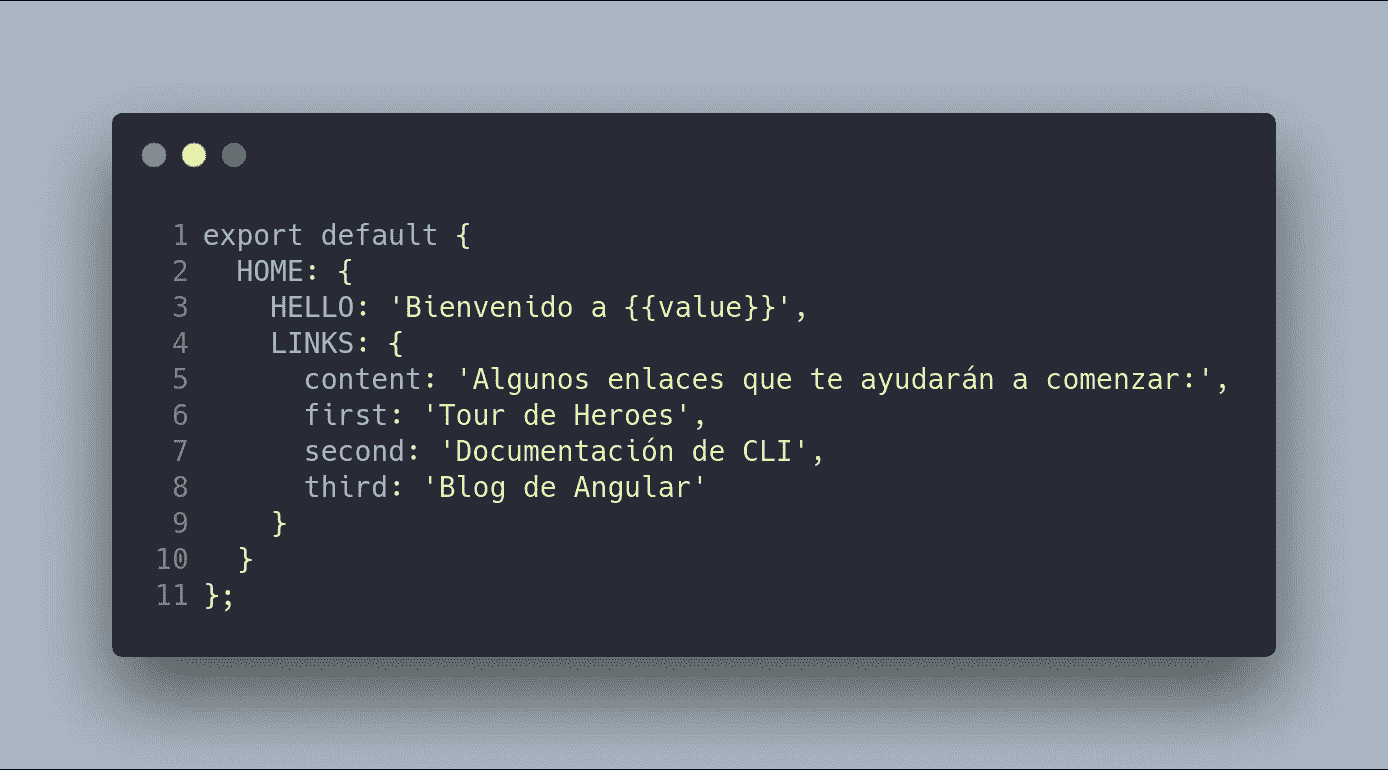 1 export default {
2   HOME: {
3     HELLO: 'Bienvenido a {{value}}',
4     LINKS: {
5       content: 'Algunos enlaces que te ayudarán a comenzar:',
6       first: 'Tour de Heroes',
7       second: 'Documentación de CLI',
8       third: 'Blog de Angular'
9     }
10   }
11 };